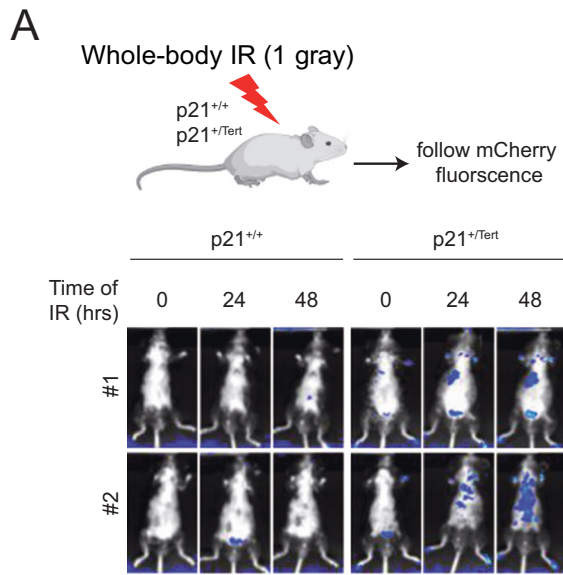 A
Whole-body IR (1 gray)
p21+/+
p21+/Tert
follow mCherry
fluorscence
p21+/+ p21+/Tert
Time of
IR (hrs) 0 24 48 0 24 48
#1
#2